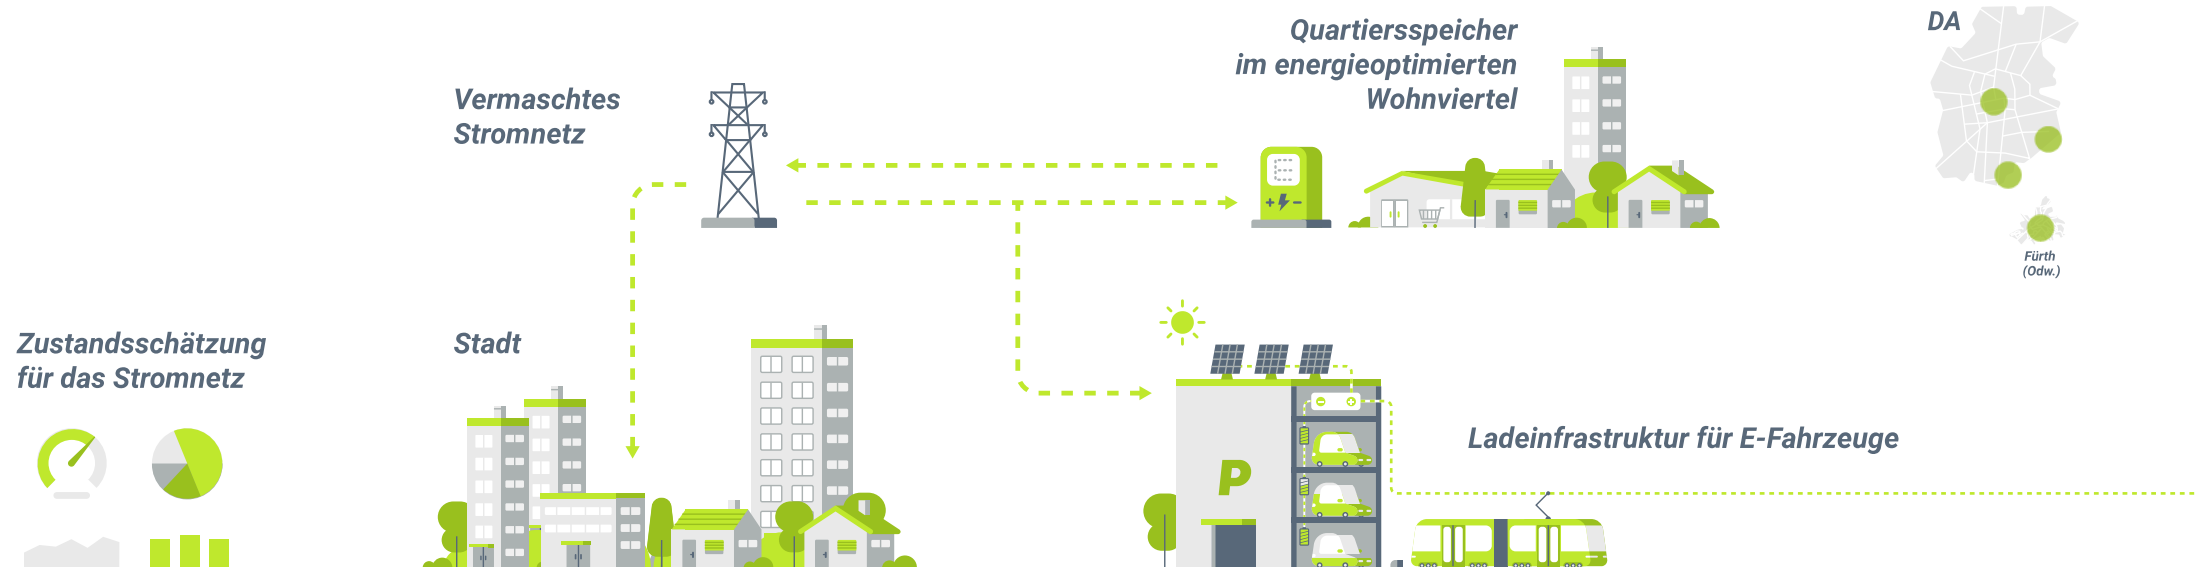 Quartiersspeicher
im energieoptimierten
Wohnviertel
DA
Vermaschtes
Stromnetz
Fürth
(Odw.)
Zustandsschätzung
für das Stromnetz
Stadt
P
Ladeinfrastruktur für E-Fahrzeuge